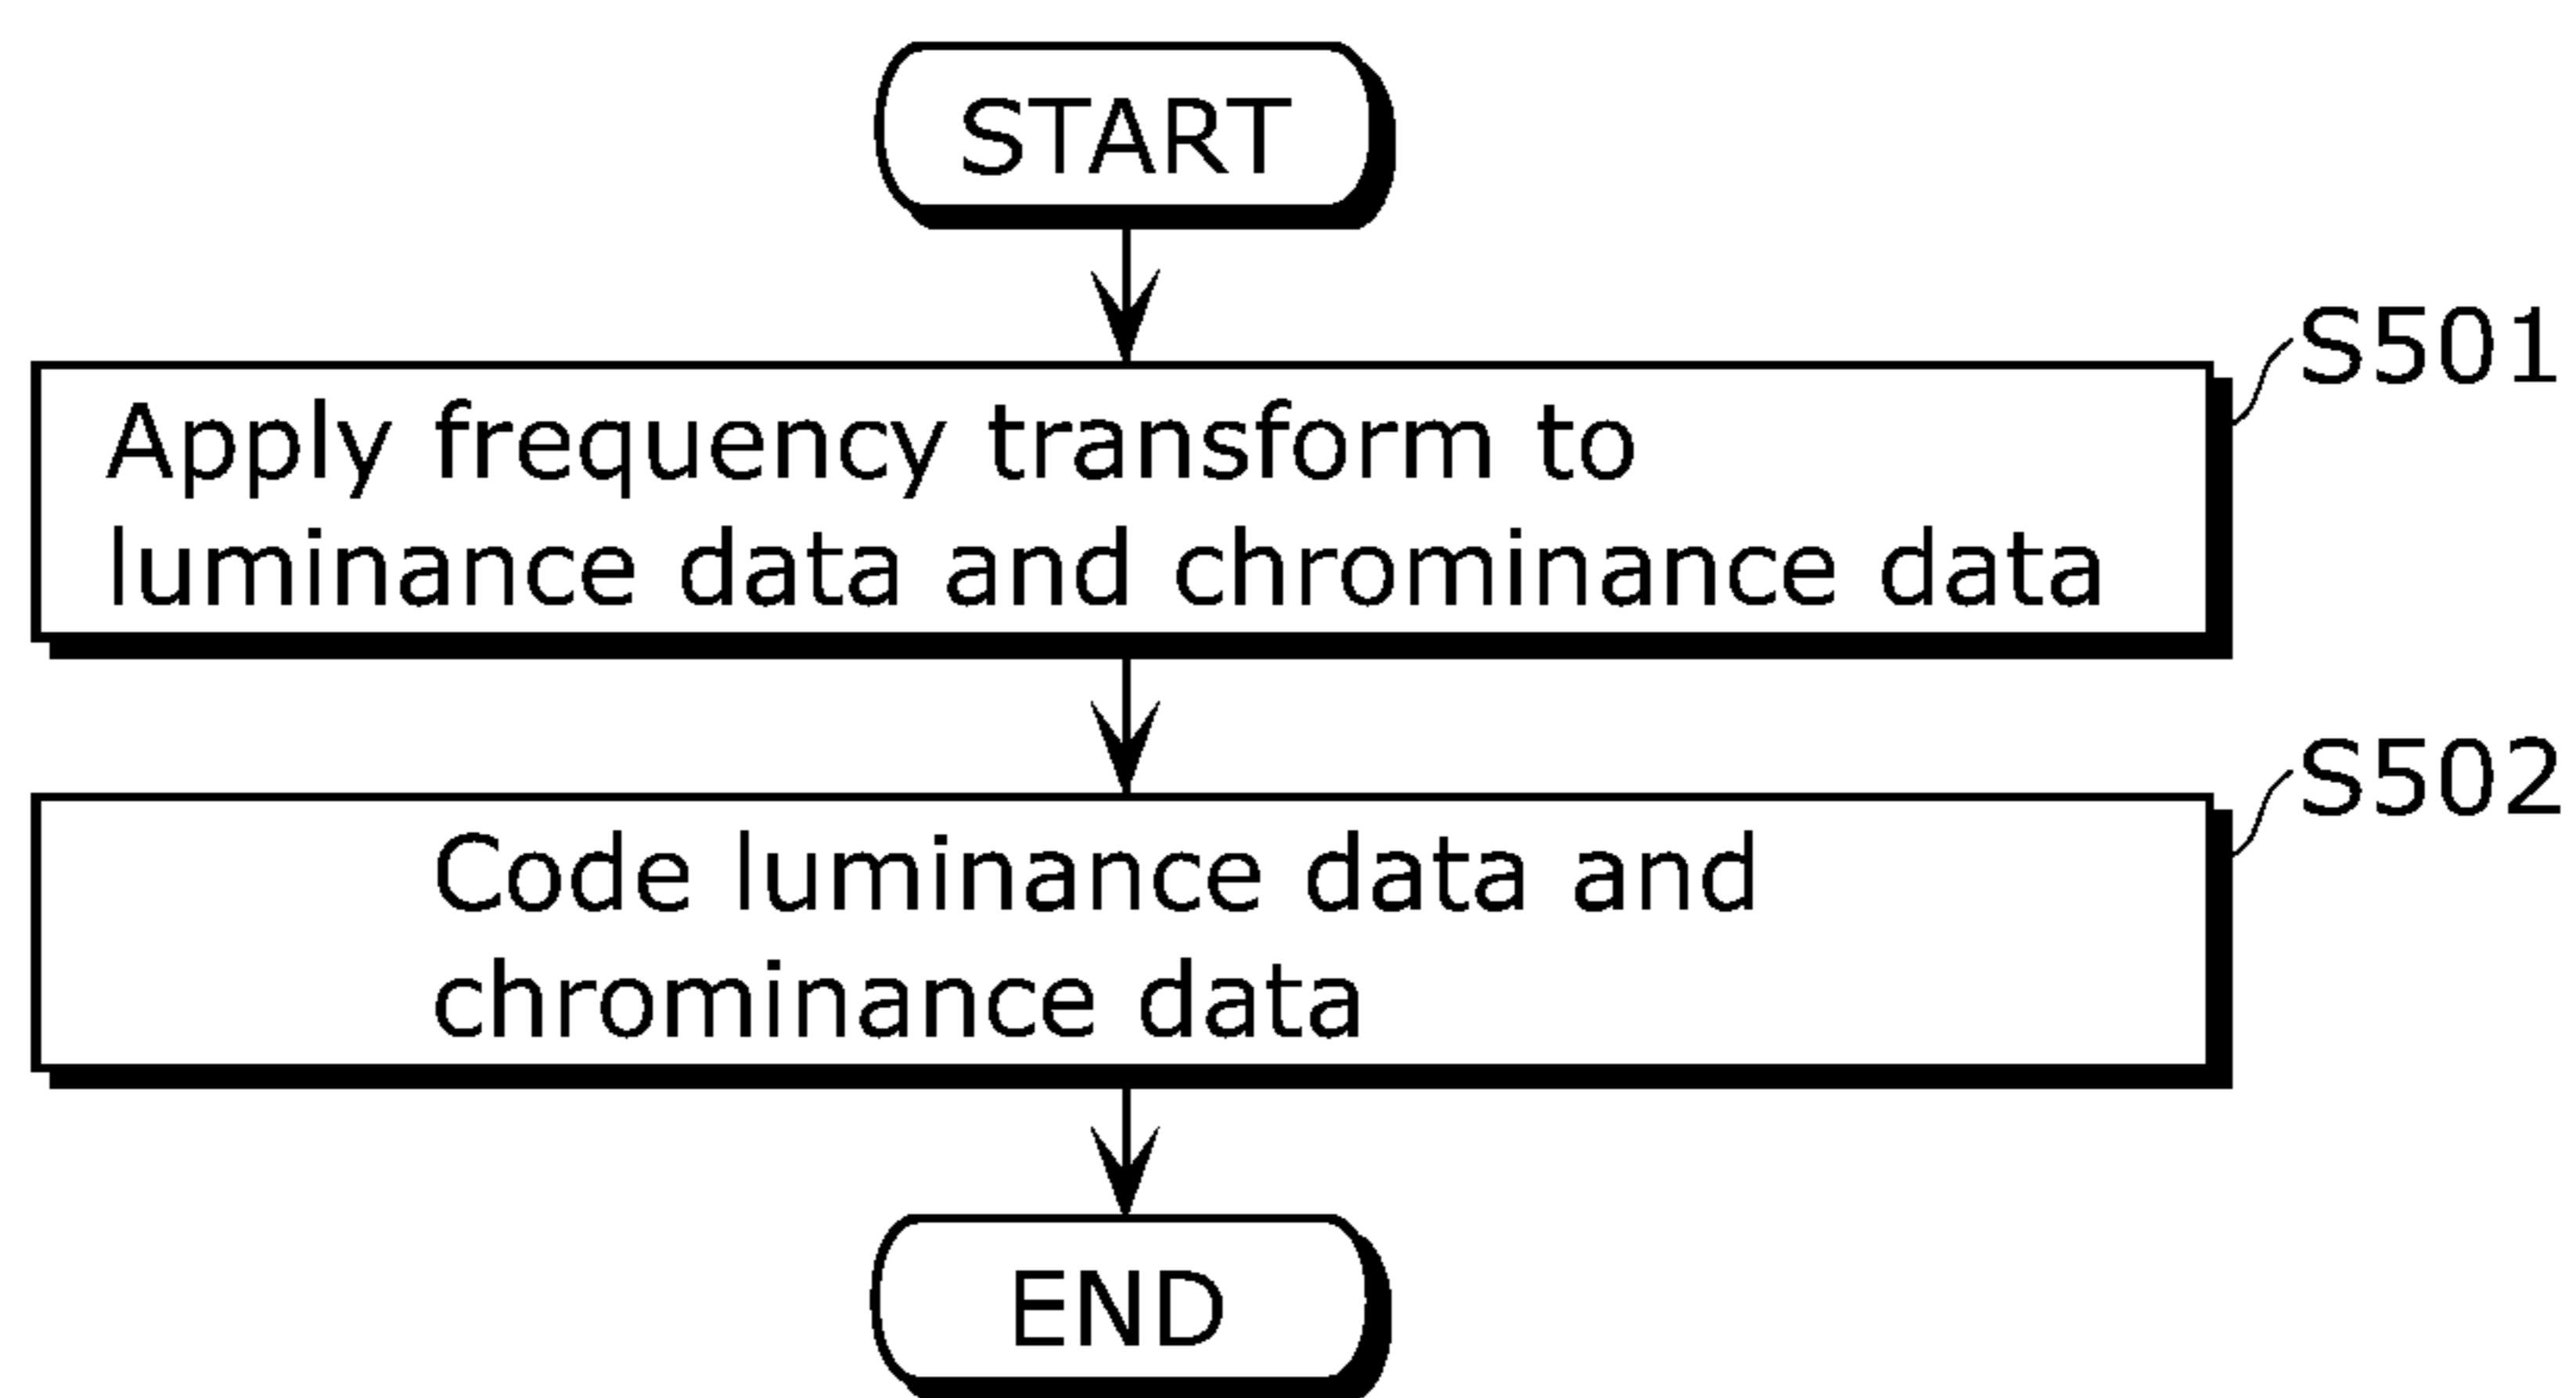 START
S501
Apply frequency transform to
luminance data and chrominance data
S502
Code luminance data and
chrominance data
END